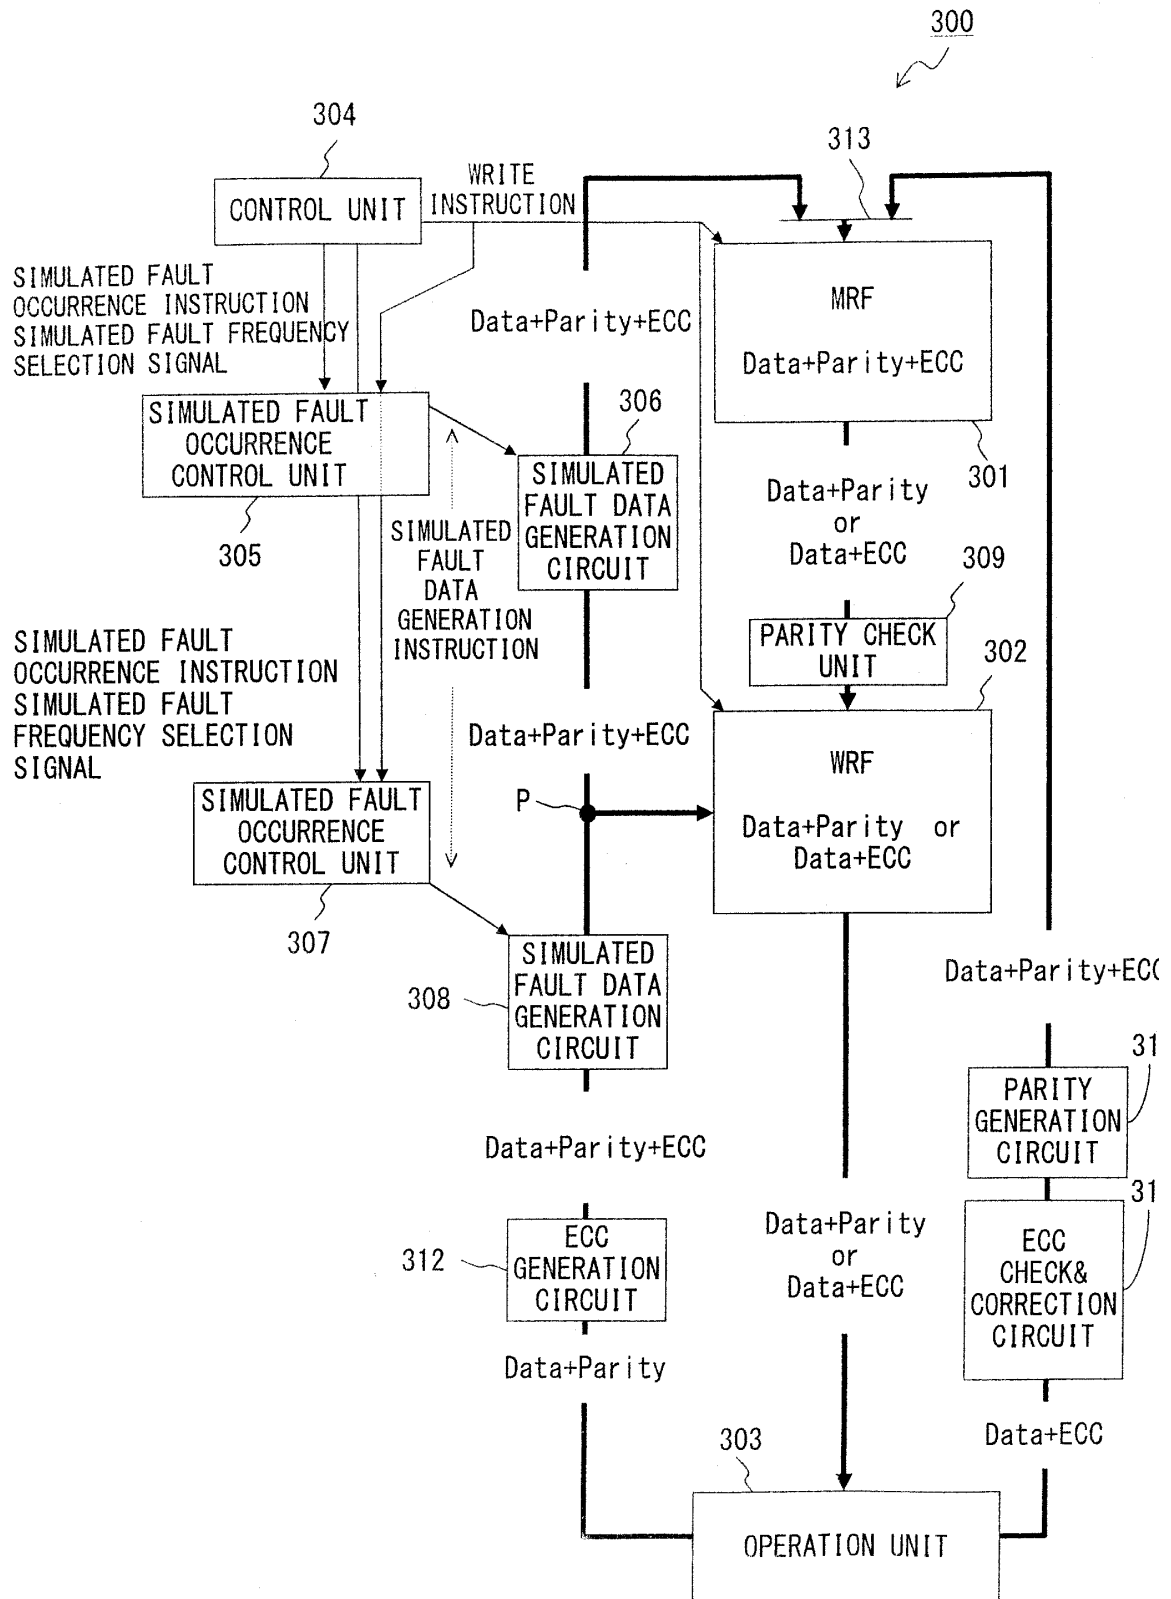 300
304
313
CONTROL UNIT
WRITE
INSTRUCTION
SIMULATED FAULT
OCCURRENCE INSTRUCTION
SIMULATED FAULT FREQUENCY
SELECTION SIGNAL
Data+Parity+ECC
MRF
Data+Parity+ECC
301
SIMULATED FAULT
OCCURRENCE
CONTROL UNIT
305
306
SIMULATED
FAULT DATA
GENERATION
CIRCUIT
Data+Parity
or
Data+ECC
SIMULATED
FAULT
DATA
GENERATION
INSTRUCTION
309
PARITY CHECK
UNIT
302
SIMULATED FAULT
OCCURRENCE INSTRUCTION
SIMULATED FAULT
FREQUENCY SELECTION
SIGNAL
Data+Parity+ECC
P
WRF
Data+Parity or
Data+ECC
SIMULATED FAULT
OCCURRENCE
CONTROL UNIT
307
308
SIMULATED
FAULT DATA
GENERATION
CIRCUIT
Data+Parity+ECC
31
PARITY
GENERATION
CIRCUIT
Data+Parity+ECC
31
ECC
CHECK&
CORRECTION
CIRCUIT
312
ECC
GENERATION
CIRCUIT
Data+Parity
or
Data+ECC
Data+Parity
Data+ECC
303
OPERATION UNIT